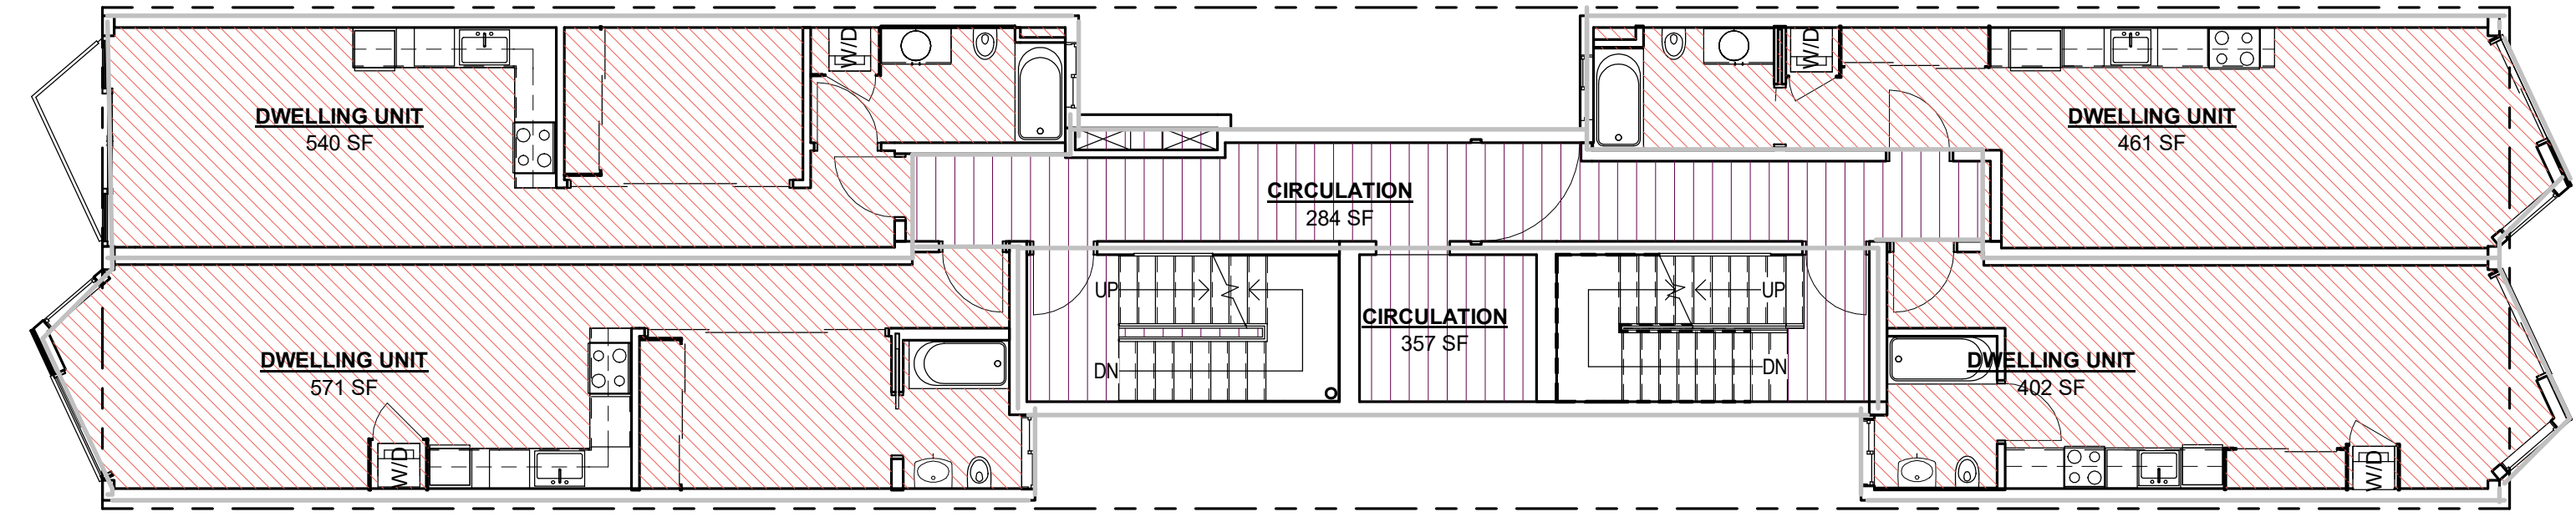 W/D
W/D
DWELLING UNIT
540 SF
DWELLING UNIT
461 SF
CIRCULATION
284 SF
UP
UP
CIRCULATION
357 SF
DWELLING UNIT
571 SF
DN
DN
DWELLING UNIT
402 SF
W/D
W/D